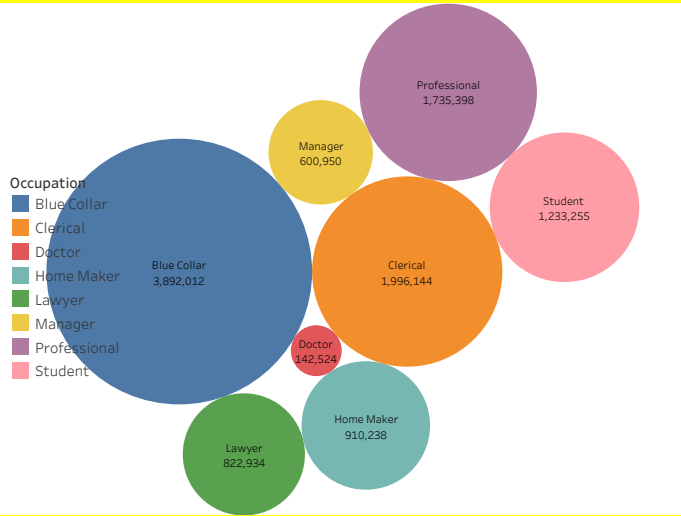 Occupation
Blue Collar
Clerical
Doctor
Home Maker
Lawyer
Manager
Professional
Student
Professional
1,735,398
Manager
600,950
Student
1,233,255
Blue Collar
3,892,012
Clerical
1,996,144
Doctor
142,524
Home Maker
910,238
Lawyer
822,934